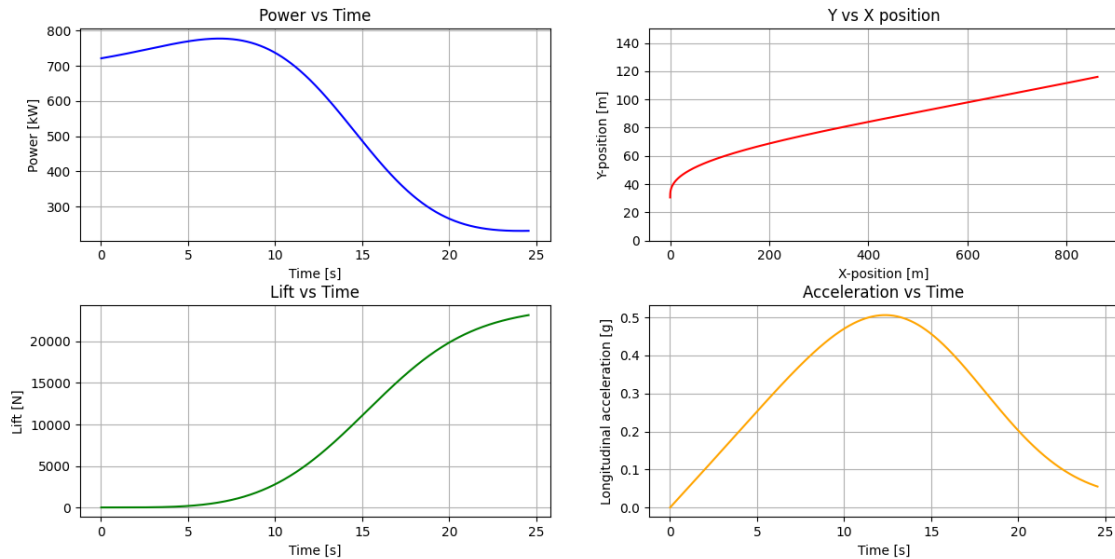 Power vs Time
800
700
600
500
400
300
Power [kW]
0 5 10 15 20 25
Time [s]
Y vs X position
140
120
100
80
60
40
20
0
Y-position [m]
0 200 400 600 800
X-position [m]
Lift vs Time
20000
15000
10000
5000
0
Lift [N]
0 5 10 15 20 25
Time [s]
Acceleration vs Time
0.5
0.4
0.3
0.2
0.1
0.0
Longitudinal acceleration [g]
0 5 10 15 20 25
Time [s]